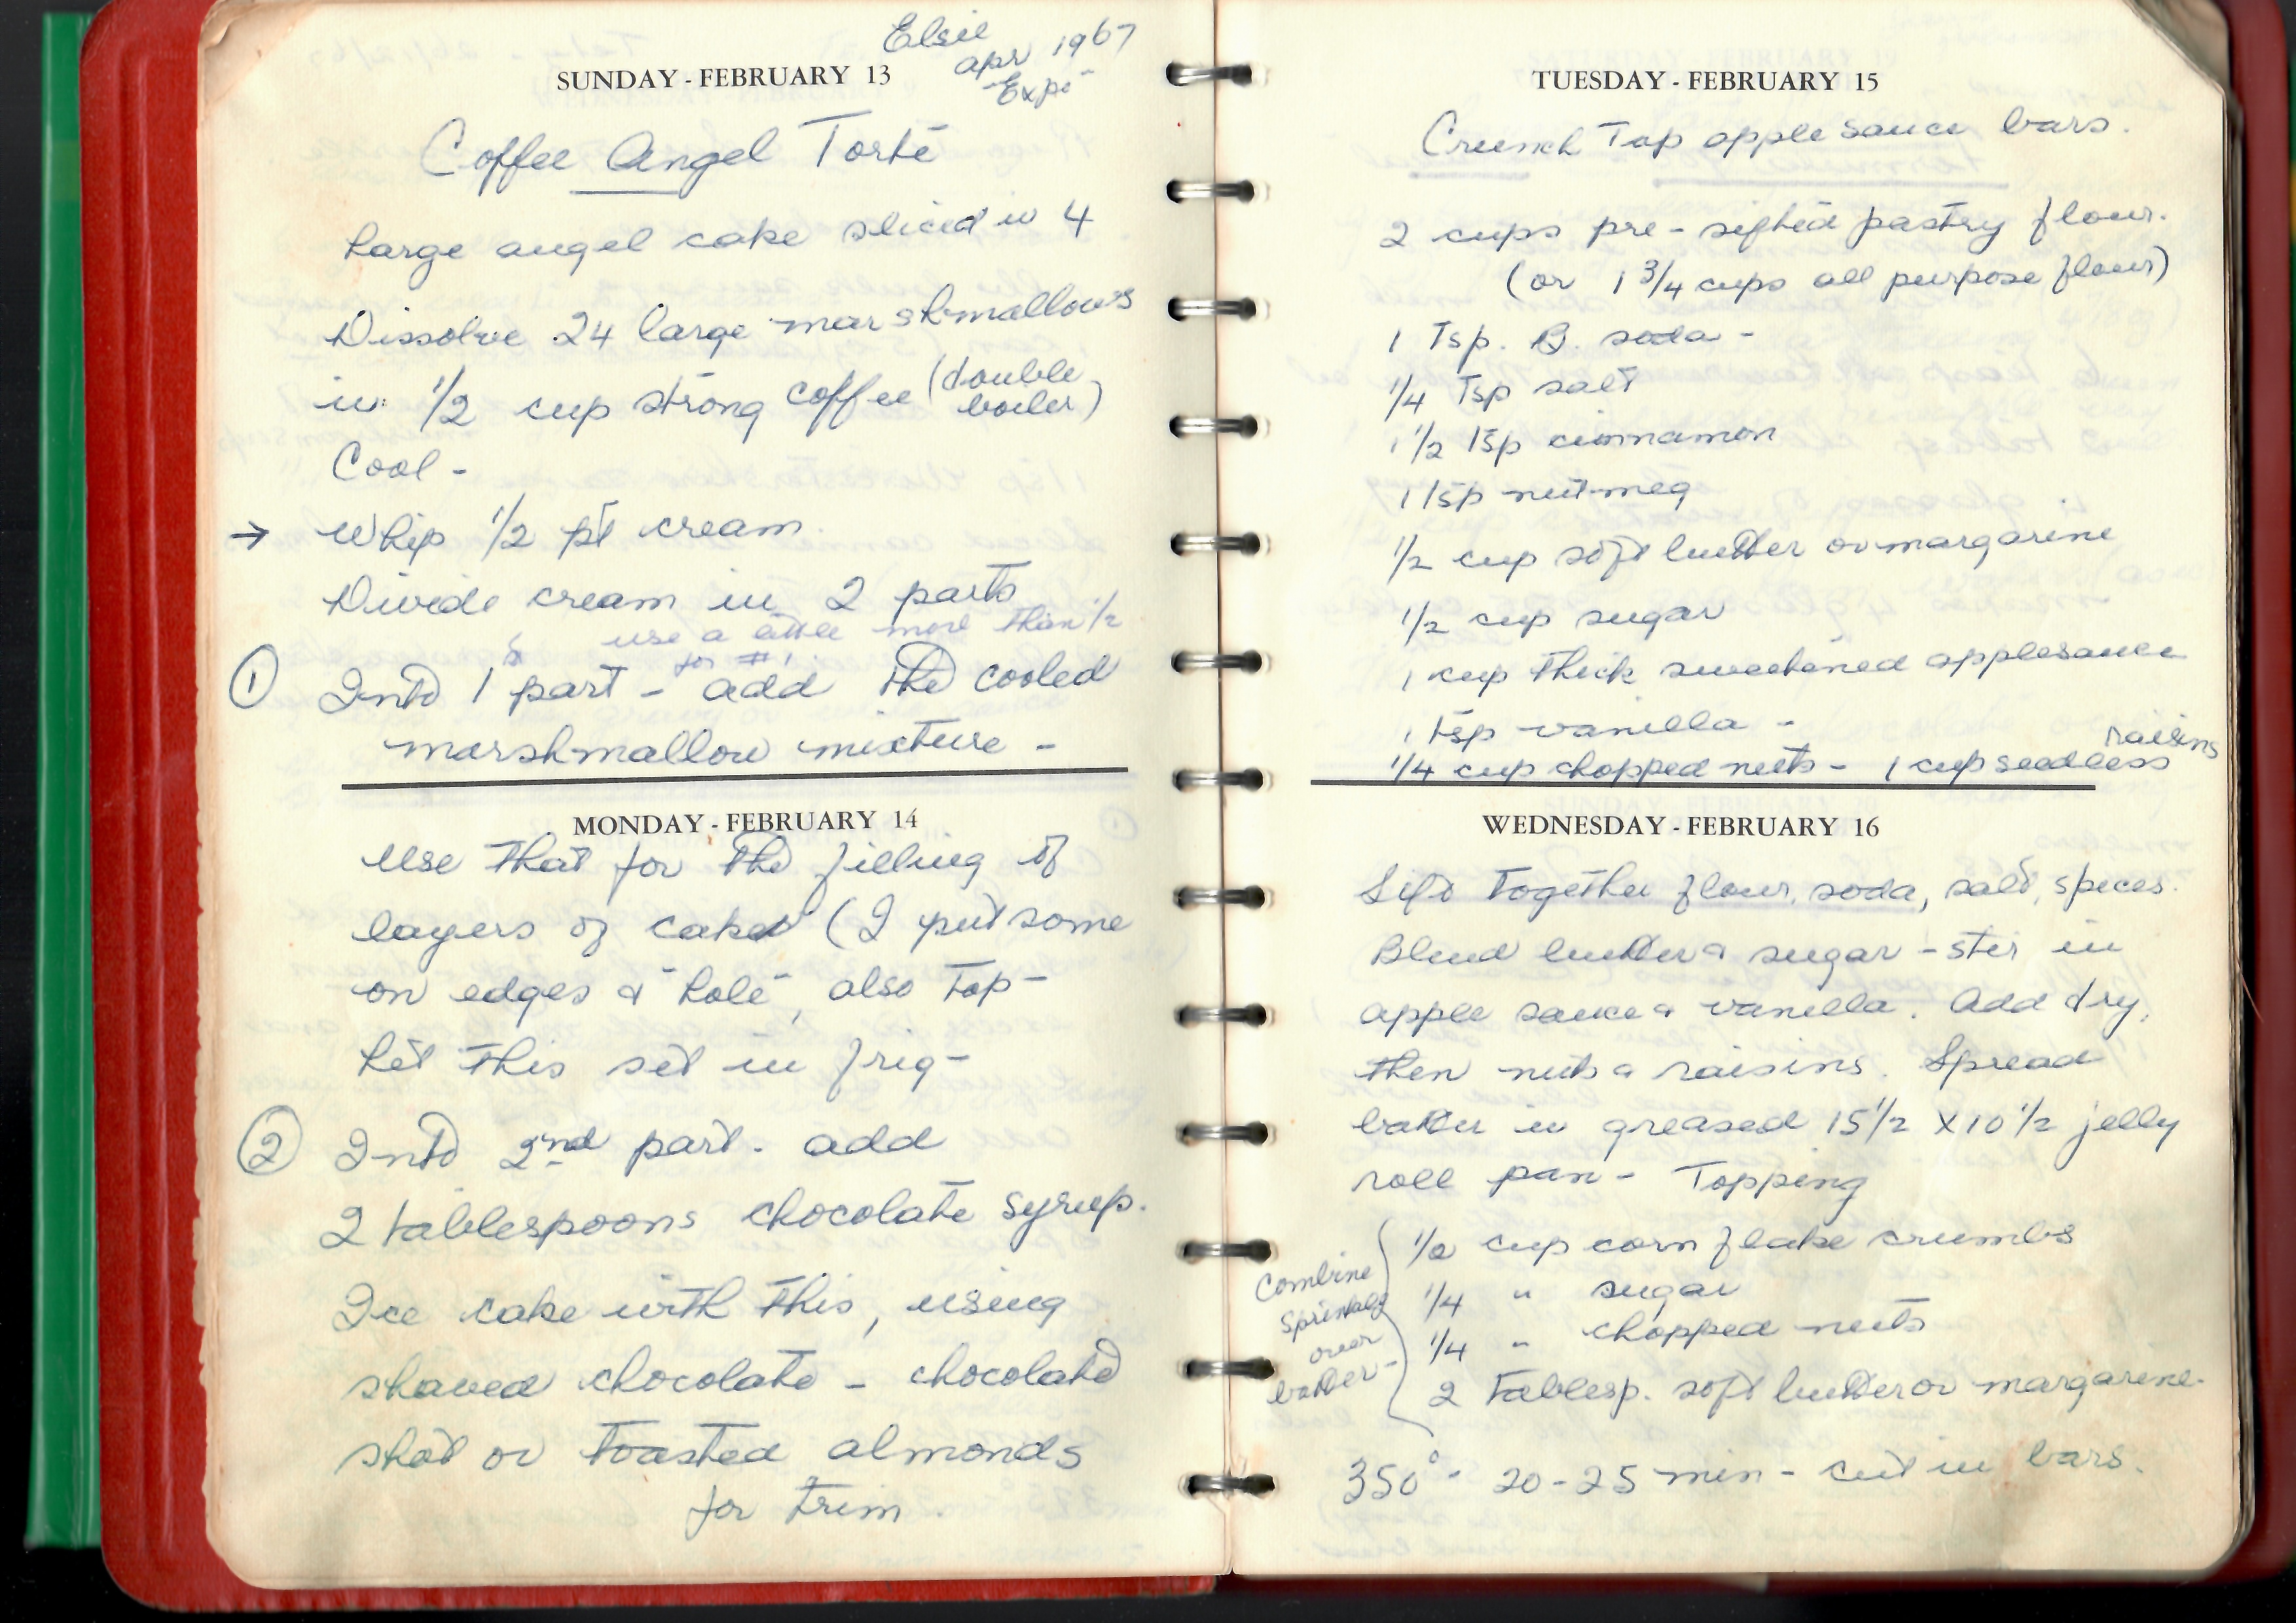 Elsie
apr 1967
"Expo"
SUNDAY - FEBRUARY 13
Coffee Angel Torte
Large angel cake sliced in 4
Dissolve 24 large marshmallows
in 1/2 cup strong coffee (double boiler)
Cool -
→ Whip 1/2 pt cream.
Divide cream in 2 parts
use a little more than 1/2
for #1.
① Into 1 part - add the cooled
marshmallow mixture -
MONDAY - FEBRUARY 14
Use that for the filling of
layers of cake (I put some
on edges & "hole", also Top -
Let this set in frig -
② Into 2nd part - add
2 tablespoons chocolate syrup.
Ice cake with this, using
shaved chocolate - chocolate
shot or toasted almonds
for trim.
TUESDAY - FEBRUARY 15
Crunch Top apple sauce bars.
2 cups pre-sifted pastry flour.
(or 1 3/4 cups all purpose flour)
1 Tsp. B. soda -
1/4 Tsp salt
1 1/2 Tsp cinnamon
1 Tsp nutmeg
1/2 cup soft butter or margarine
1/2 cup sugar
1 cup thick sweetened applesauce
1 Tsp vanilla -
1/4 cup chopped nuts - 1 cup seedless raisins
WEDNESDAY - FEBRUARY 16
Sift together flour, soda, salt, spices.
Blend butter & sugar - stir in
apple sauce & vanilla. Add dry,
then nuts & raisins. Spread
batter in greased 15 1/2 X 10 1/2 jelly
roll pan - Topping
1/2 cup corn flake crumbs
1/4 " sugar
1/4 " chopped nuts
2 Tablesp. soft butter or margarine.
Combine
over
batter -
350° - 20-25 min - cut in bars.